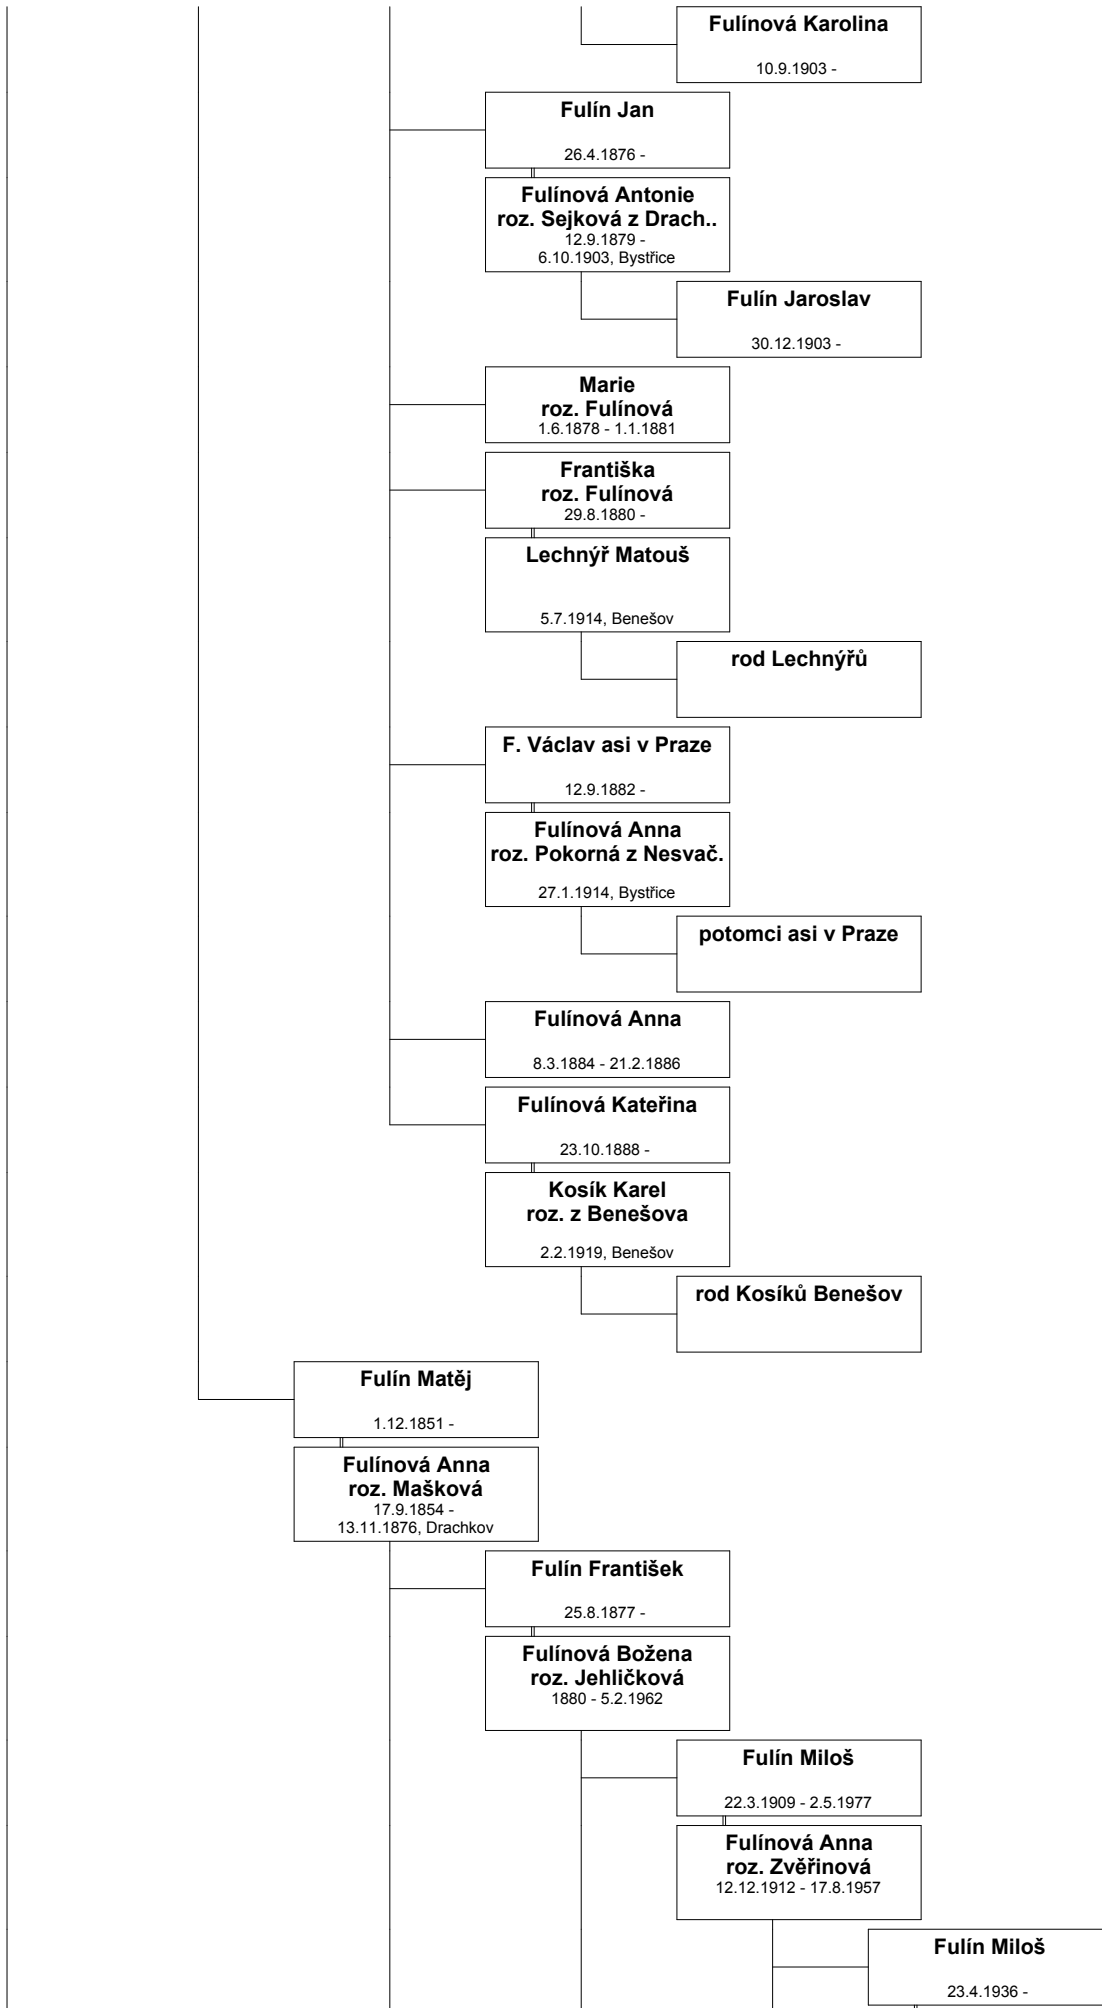 Fulínová Karolina
10.9.1903 -
Fulín Jan
26.4.1876 -
Fulínová Antonie
roz. Sejková z Drach..
12.9.1879 -
6.10.1903, Bystřice
Fulín Jaroslav
30.12.1903 -
Marie
roz. Fulínová
1.6.1878 - 1.1.1881
Františka
roz. Fulínová
29.8.1880 -
Lechnýř Matouš
5.7.1914, Benešov
rod Lechnýřů
F. Václav asi v Praze
12.9.1882 -
Fulínová Anna
roz. Pokorná z Nesvač.
27.1.1914, Bystřice
potomci asi v Praze
Fulínová Anna
8.3.1884 - 21.2.1886
Fulínová Kateřina
23.10.1888 -
Kosík Karel
roz. z Benešova
2.2.1919, Benešov
rod Kosíků Benešov
Fulín Matěj
1.12.1851 -
Fulínová Anna
roz. Mašková
17.9.1854 -
13.11.1876, Drachkov
Fulín František
25.8.1877 -
Fulínová Božena
roz. Jehličková
1880 - 5.2.1962
Fulín Miloš
22.3.1909 - 2.5.1977
Fulínová Anna
roz. Zvěřinová
12.12.1912 - 17.8.1957
Fulín Miloš
23.4.1936 -